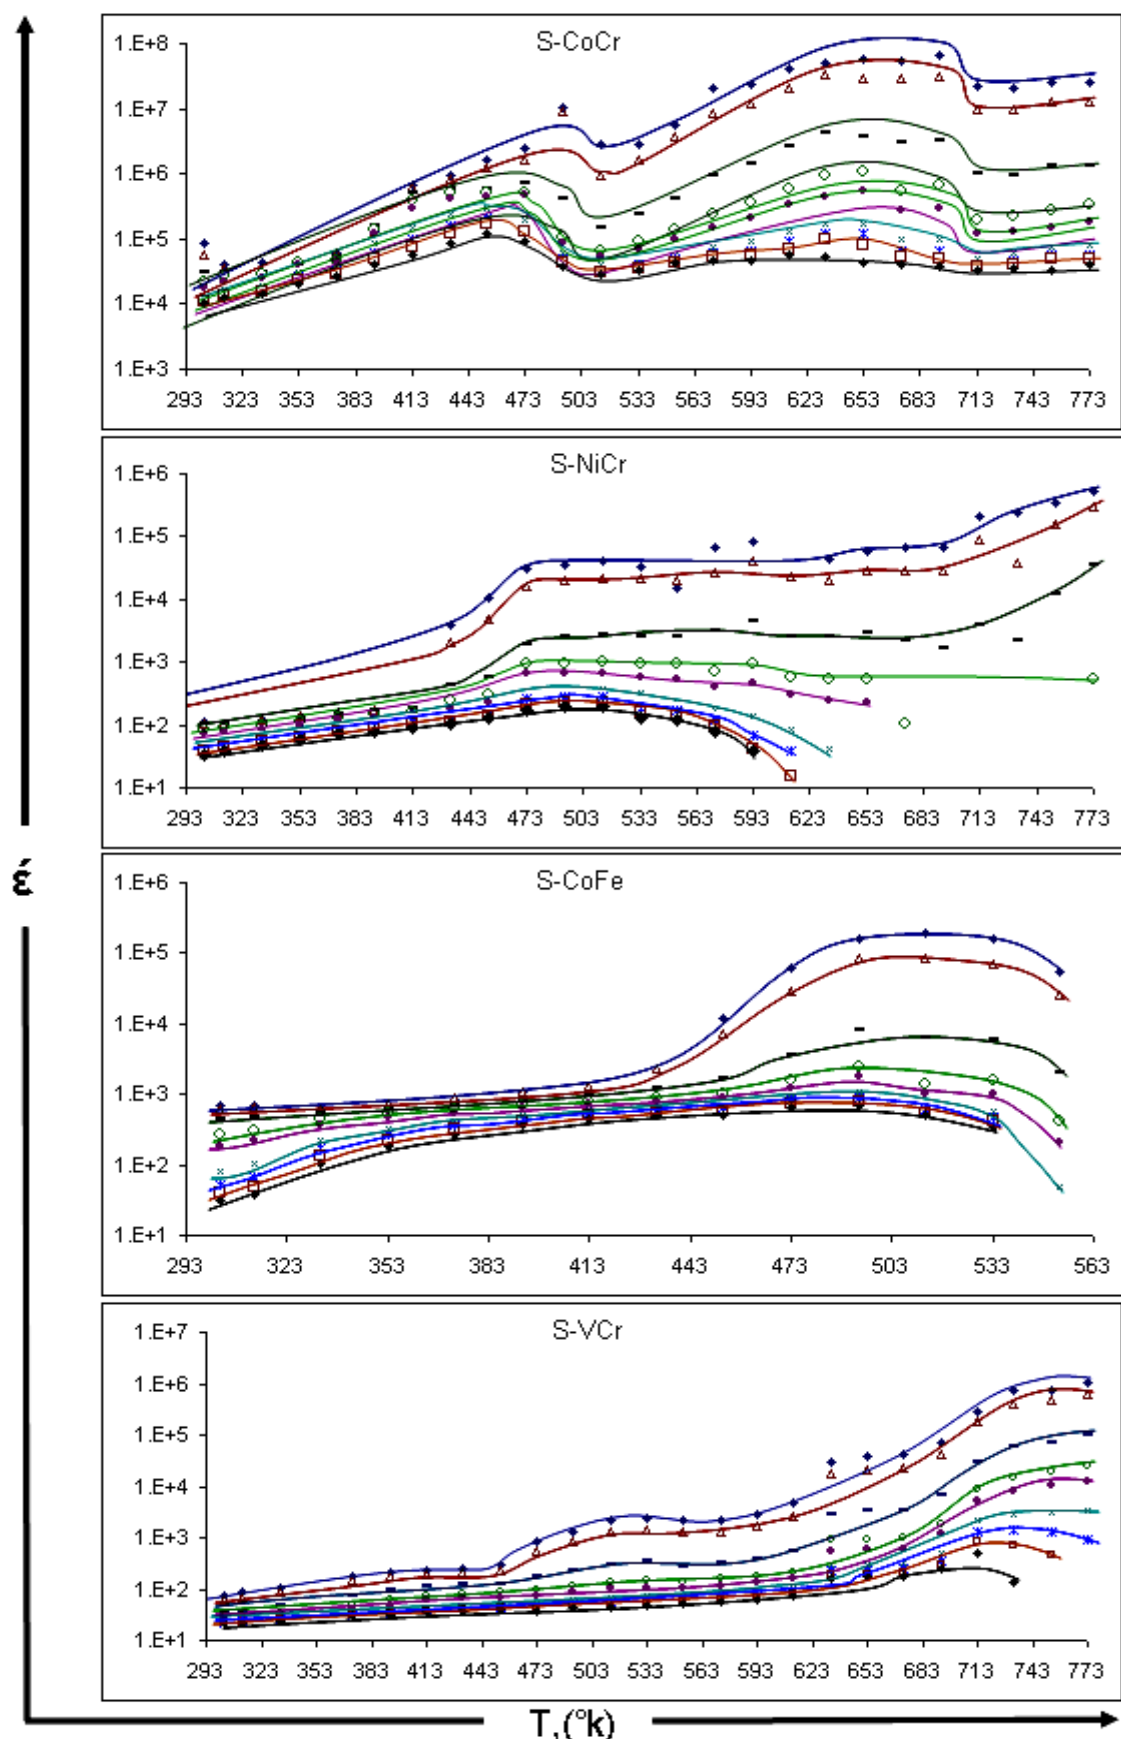 S-CoCr
1.E+8
1.E+7
1.E+6
1.E+5
1.E+4
1.E+3
293 323 353 383 413 443 473 503 533 563 593 623 653 683 713 743 773
S-NiCr
1.E+6
1.E+5
1.E+4
1.E+3
1.E+2
1.E+1
293 323 353 383 413 443 473 503 533 563 593 623 653 683 713 743 773
έ
S-CoFe
1.E+6
1.E+5
1.E+4
1.E+3
1.E+2
1.E+1
293 323 353 383 413 443 473 503 533 563
S-VCr
1.E+7
1.E+6
1.E+5
1.E+4
1.E+3
1.E+2
1.E+1
293 323 353 383 413 443 473 503 533 563 593 623 653 683 713 743 773
T,(°k)